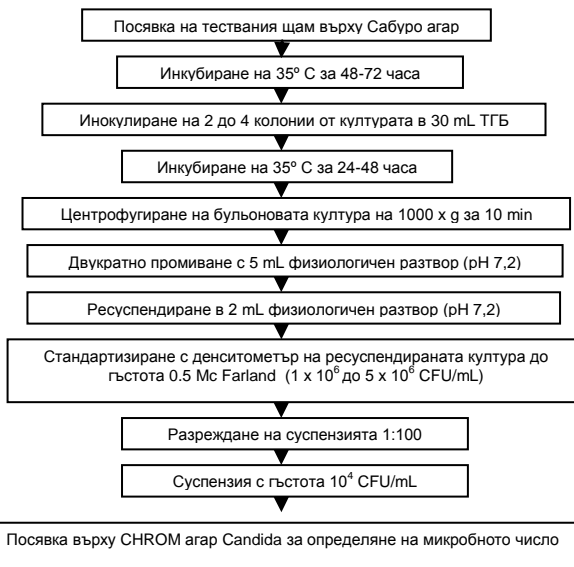 Посявка на тествания щам върху Сабуро агар
Инкубиране на 35º C за 48-72 часа
Инокулиране на 2 до 4 колонии от културата в 30 mL ТГБ
Инкубиране на 35º C за 24-48 часа
Центрофугиране на бульоновата култура на 1000 x g за 10 min
Двукратно промиване с 5 mL физиологичен разтвор (pH 7,2)
Ресуспендиране в 2 mL физиологичен разтвор (pH 7,2)
Стандартизиране с денситометър на ресуспендираната култура до
гъстота 0.5 Mc Farland (1 x 10⁶ до 5 x 10⁶ CFU/mL)
Разреждане на суспензията 1:100
Суспензия с гъстота 10⁴ CFU/mL
Посявка върху CHROM агар Candida за определяне на микробното число